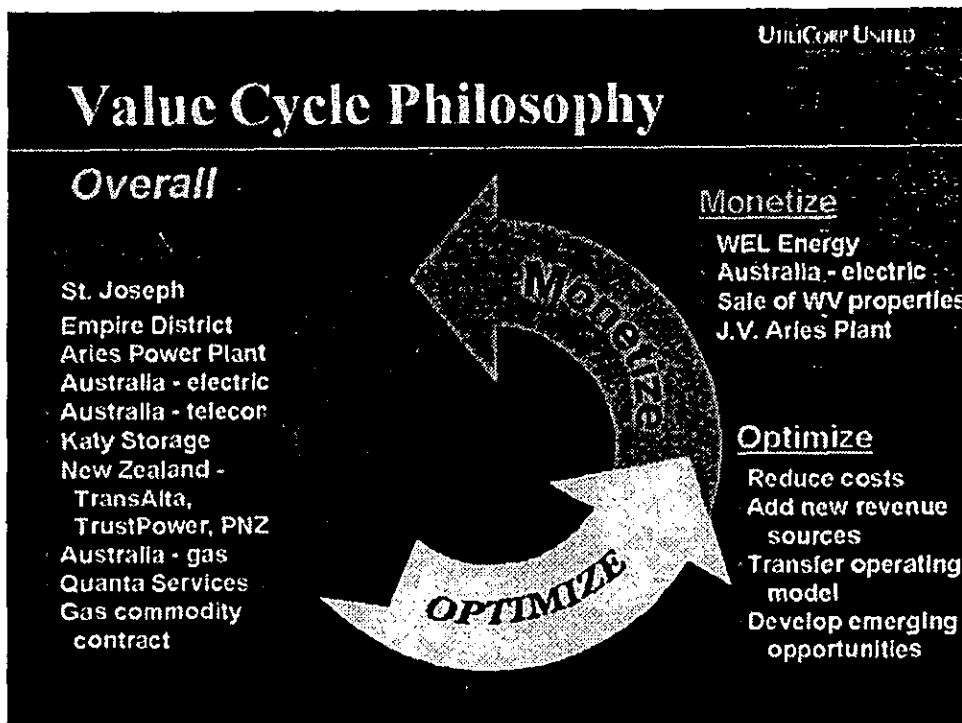 UTILICORP UNITED
Value Cycle Philosophy
Overall
St. Joseph
Empire District
Aries Power Plant
Australia - electric
Australia - telecor
Katy Storage
New Zealand -
TransAlta,
TrustPower, PNZ
Australia - gas
Quanta Services
Gas commodity
contract
Monetize
OPTIMIZE
Monetize
WEL Energy
Australia - electric
Sale of WV properties
J.V. Aries Plant
Optimize
Reduce costs
Add new revenue
sources
Transfer operating
model
Develop emerging
opportunities